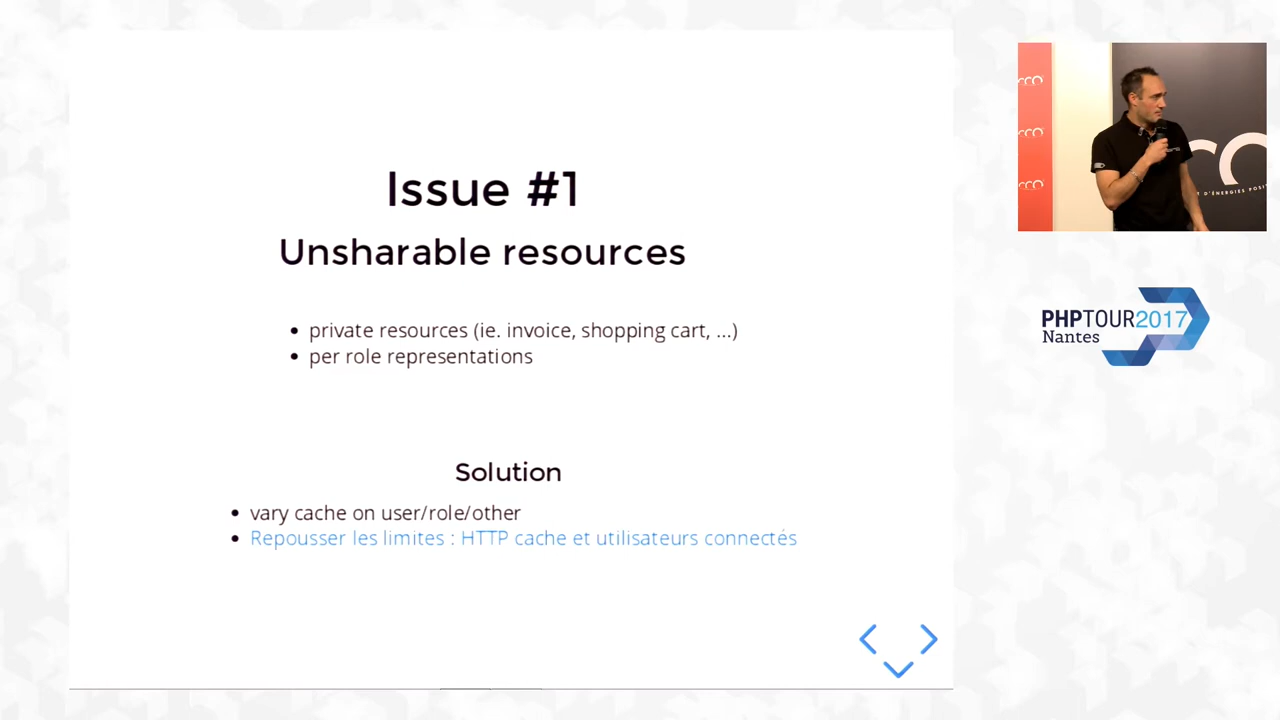 Issue #1
Unsharable resources
private resources (ie. invoice, shopping cart, ...)
per role representations
Solution
vary cache on user/role/other
Repousser les limites : HTTP cache et utilisateurs connectés
PHPTOUR2017
Nantes